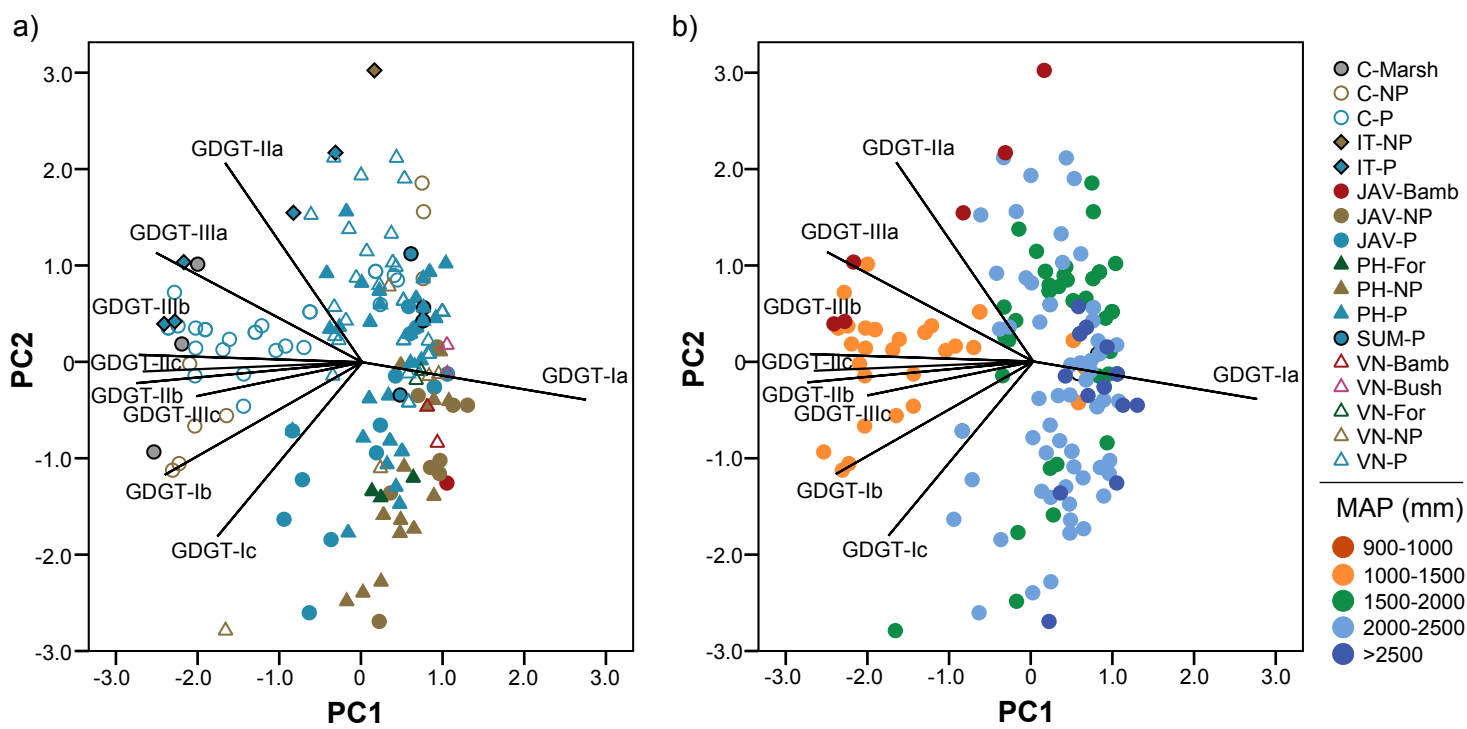 a)
3.0
2.0
1.0
0
-1.0
-2.0
-3.0
PC2
GDGT-IIa
GDGT-IIIa
GDGT-IIIb
GDGT-IIc
GDGT-IIb
GDGT-IIIc
GDGT-Ib
GDGT-Ic
GDGT-Ia
-3.0 -2.0 -1.0 0 1.0 2.0 3.0
PC1
b)
3.0
2.0
1.0
0
-1.0
-2.0
-3.0
PC2
GDGT-IIa
GDGT-IIIa
GDGT-IIIb
GDGT-IIc
GDGT-IIb
GDGT-IIIc
GDGT-Ib
GDGT-Ic
GDGT-Ia
-3.0 -2.0 -1.0 0 1.0 2.0 3.0
PC1
C-Marsh
C-NP
C-P
IT-NP
IT-P
JAV-Bamb
JAV-NP
JAV-P
PH-For
PH-NP
PH-P
SUM-P
VN-Bamb
VN-Bush
VN-For
VN-NP
VN-P
MAP (mm)
900-1000
1000-1500
1500-2000
2000-2500
>2500